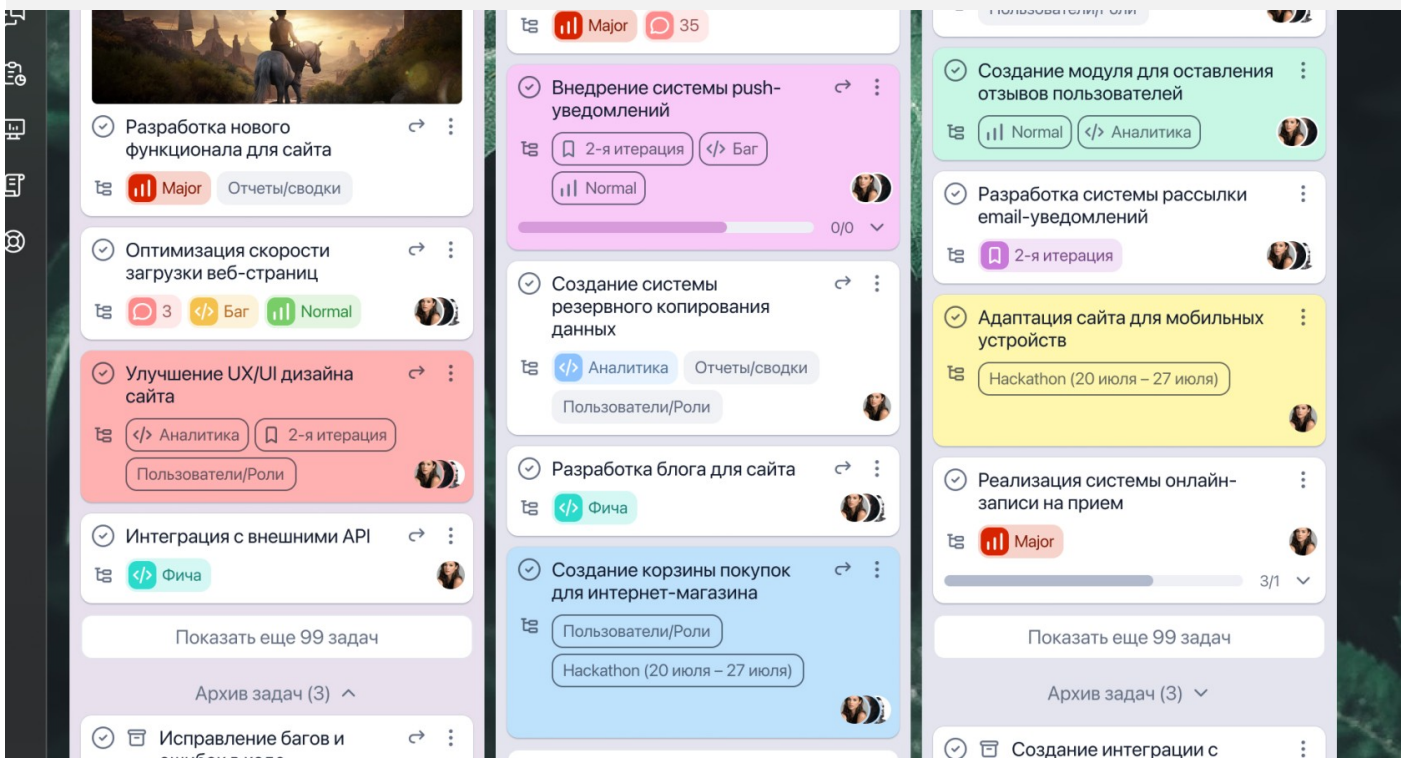 Разработка нового
функционала для сайта
Major Отчеты/сводки
Оптимизация скорости
загрузки веб-страниц
3 Баг Normal
Улучшение UX/UI дизайна
сайта
Аналитика 2-я итерация
Пользователи/Роли
Интеграция с внешними API
Фича
Показать еще 99 задач
Архив задач (3)
Исправление багов и
Major 35
Внедрение системы push-
уведомлений
2-я итерация Баг
Normal
0/0
Создание системы
резервного копирования
данных
Аналитика Отчеты/сводки
Пользователи/Роли
Разработка блога для сайта
Фича
Создание корзины покупок
для интернет-магазина
Пользователи/Роли
Hackathon (20 июля – 27 июля)
Пользователи/Роли
Создание модуля для оставления
отзывов пользователей
Normal Аналитика
Разработка системы рассылки
email-уведомлений
2-я итерация
Адаптация сайта для мобильных
устройств
Hackathon (20 июля – 27 июля)
Реализация системы онлайн-
записи на прием
Major
3/1
Показать еще 99 задач
Архив задач (3)
Создание интеграции с